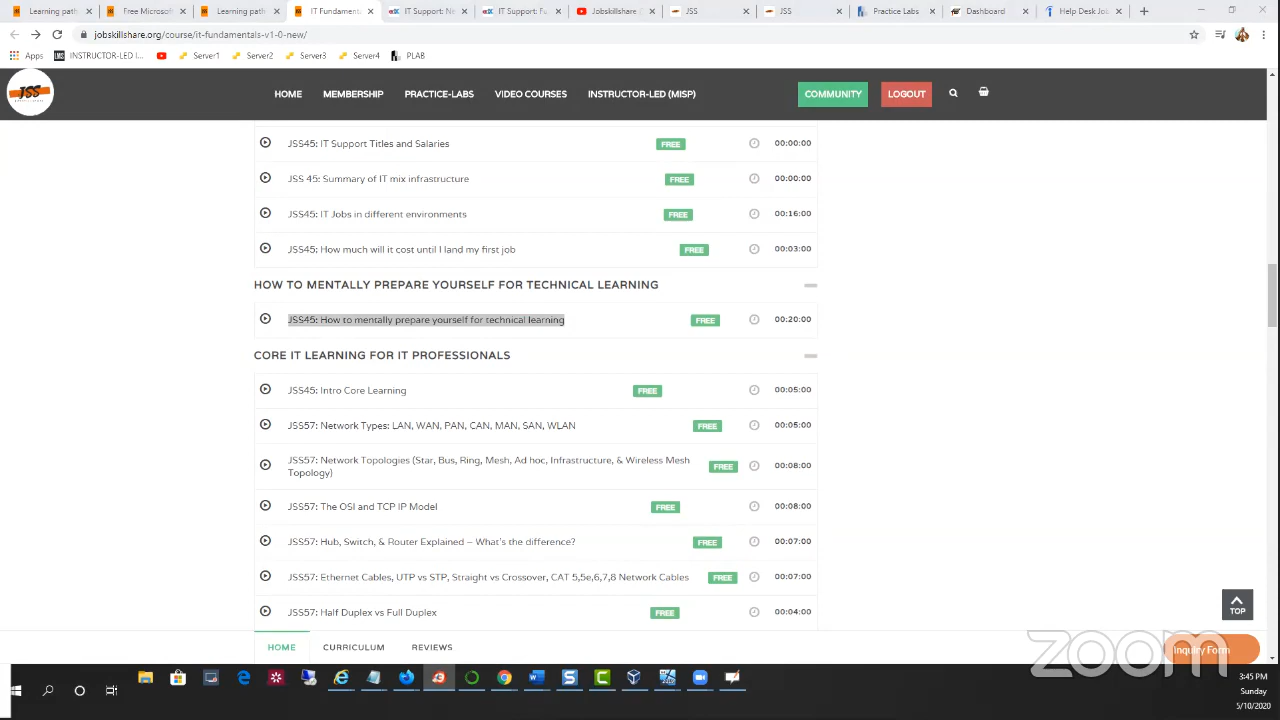 Learning path
Free Microsof
Learning path
IT Fundament
IT Support: N
IT Support: Fu
Jobskillshare
JSS
JSS
Practice Labs
Dashboard
Help Desk Job
jobskillshare.org/course/it-fundamentals-v1-0-new/
Apps
INSTRUCTOR-LED I...
Server1
Server2
Server3
Server4
PLAB
JSS
HOME
MEMBERSHIP
PRACTICE-LABS
VIDEO COURSES
INSTRUCTOR-LED (MISP)
COMMUNITY
LOGOUT
JSS45: IT Support Titles and Salaries FREE 00:00:00
JSS 45: Summary of IT mix infrastructure FREE 00:00:00
JSS45: IT Jobs in different environments FREE 00:16:00
JSS45: How much will it cost until I land my first job FREE 00:03:00
HOW TO MENTALLY PREPARE YOURSELF FOR TECHNICAL LEARNING
JSS45: How to mentally prepare yourself for technical learning FREE 00:20:00
CORE IT LEARNING FOR IT PROFESSIONALS
JSS45: Intro Core Learning FREE 00:05:00
JSS57: Network Types: LAN, WAN, PAN, CAN, MAN, SAN, WLAN FREE 00:05:00
JSS57: Network Topologies (Star, Bus, Ring, Mesh, Ad hoc, Infrastructure, & Wireless Mesh
Topology) FREE 00:08:00
JSS57: The OSI and TCP IP Model FREE 00:08:00
JSS57: Hub, Switch, & Router Explained – What's the difference? FREE 00:07:00
JSS57: Ethernet Cables, UTP vs STP, Straight vs Crossover, CAT 5,5e,6,7,8 Network Cables FREE 00:07:00
JSS57: Half Duplex vs Full Duplex FREE 00:04:00
TOP
HOME
CURRICULUM
REVIEWS
Inquiry Form
zoom
3:45 PM
Sunday
5/10/2020